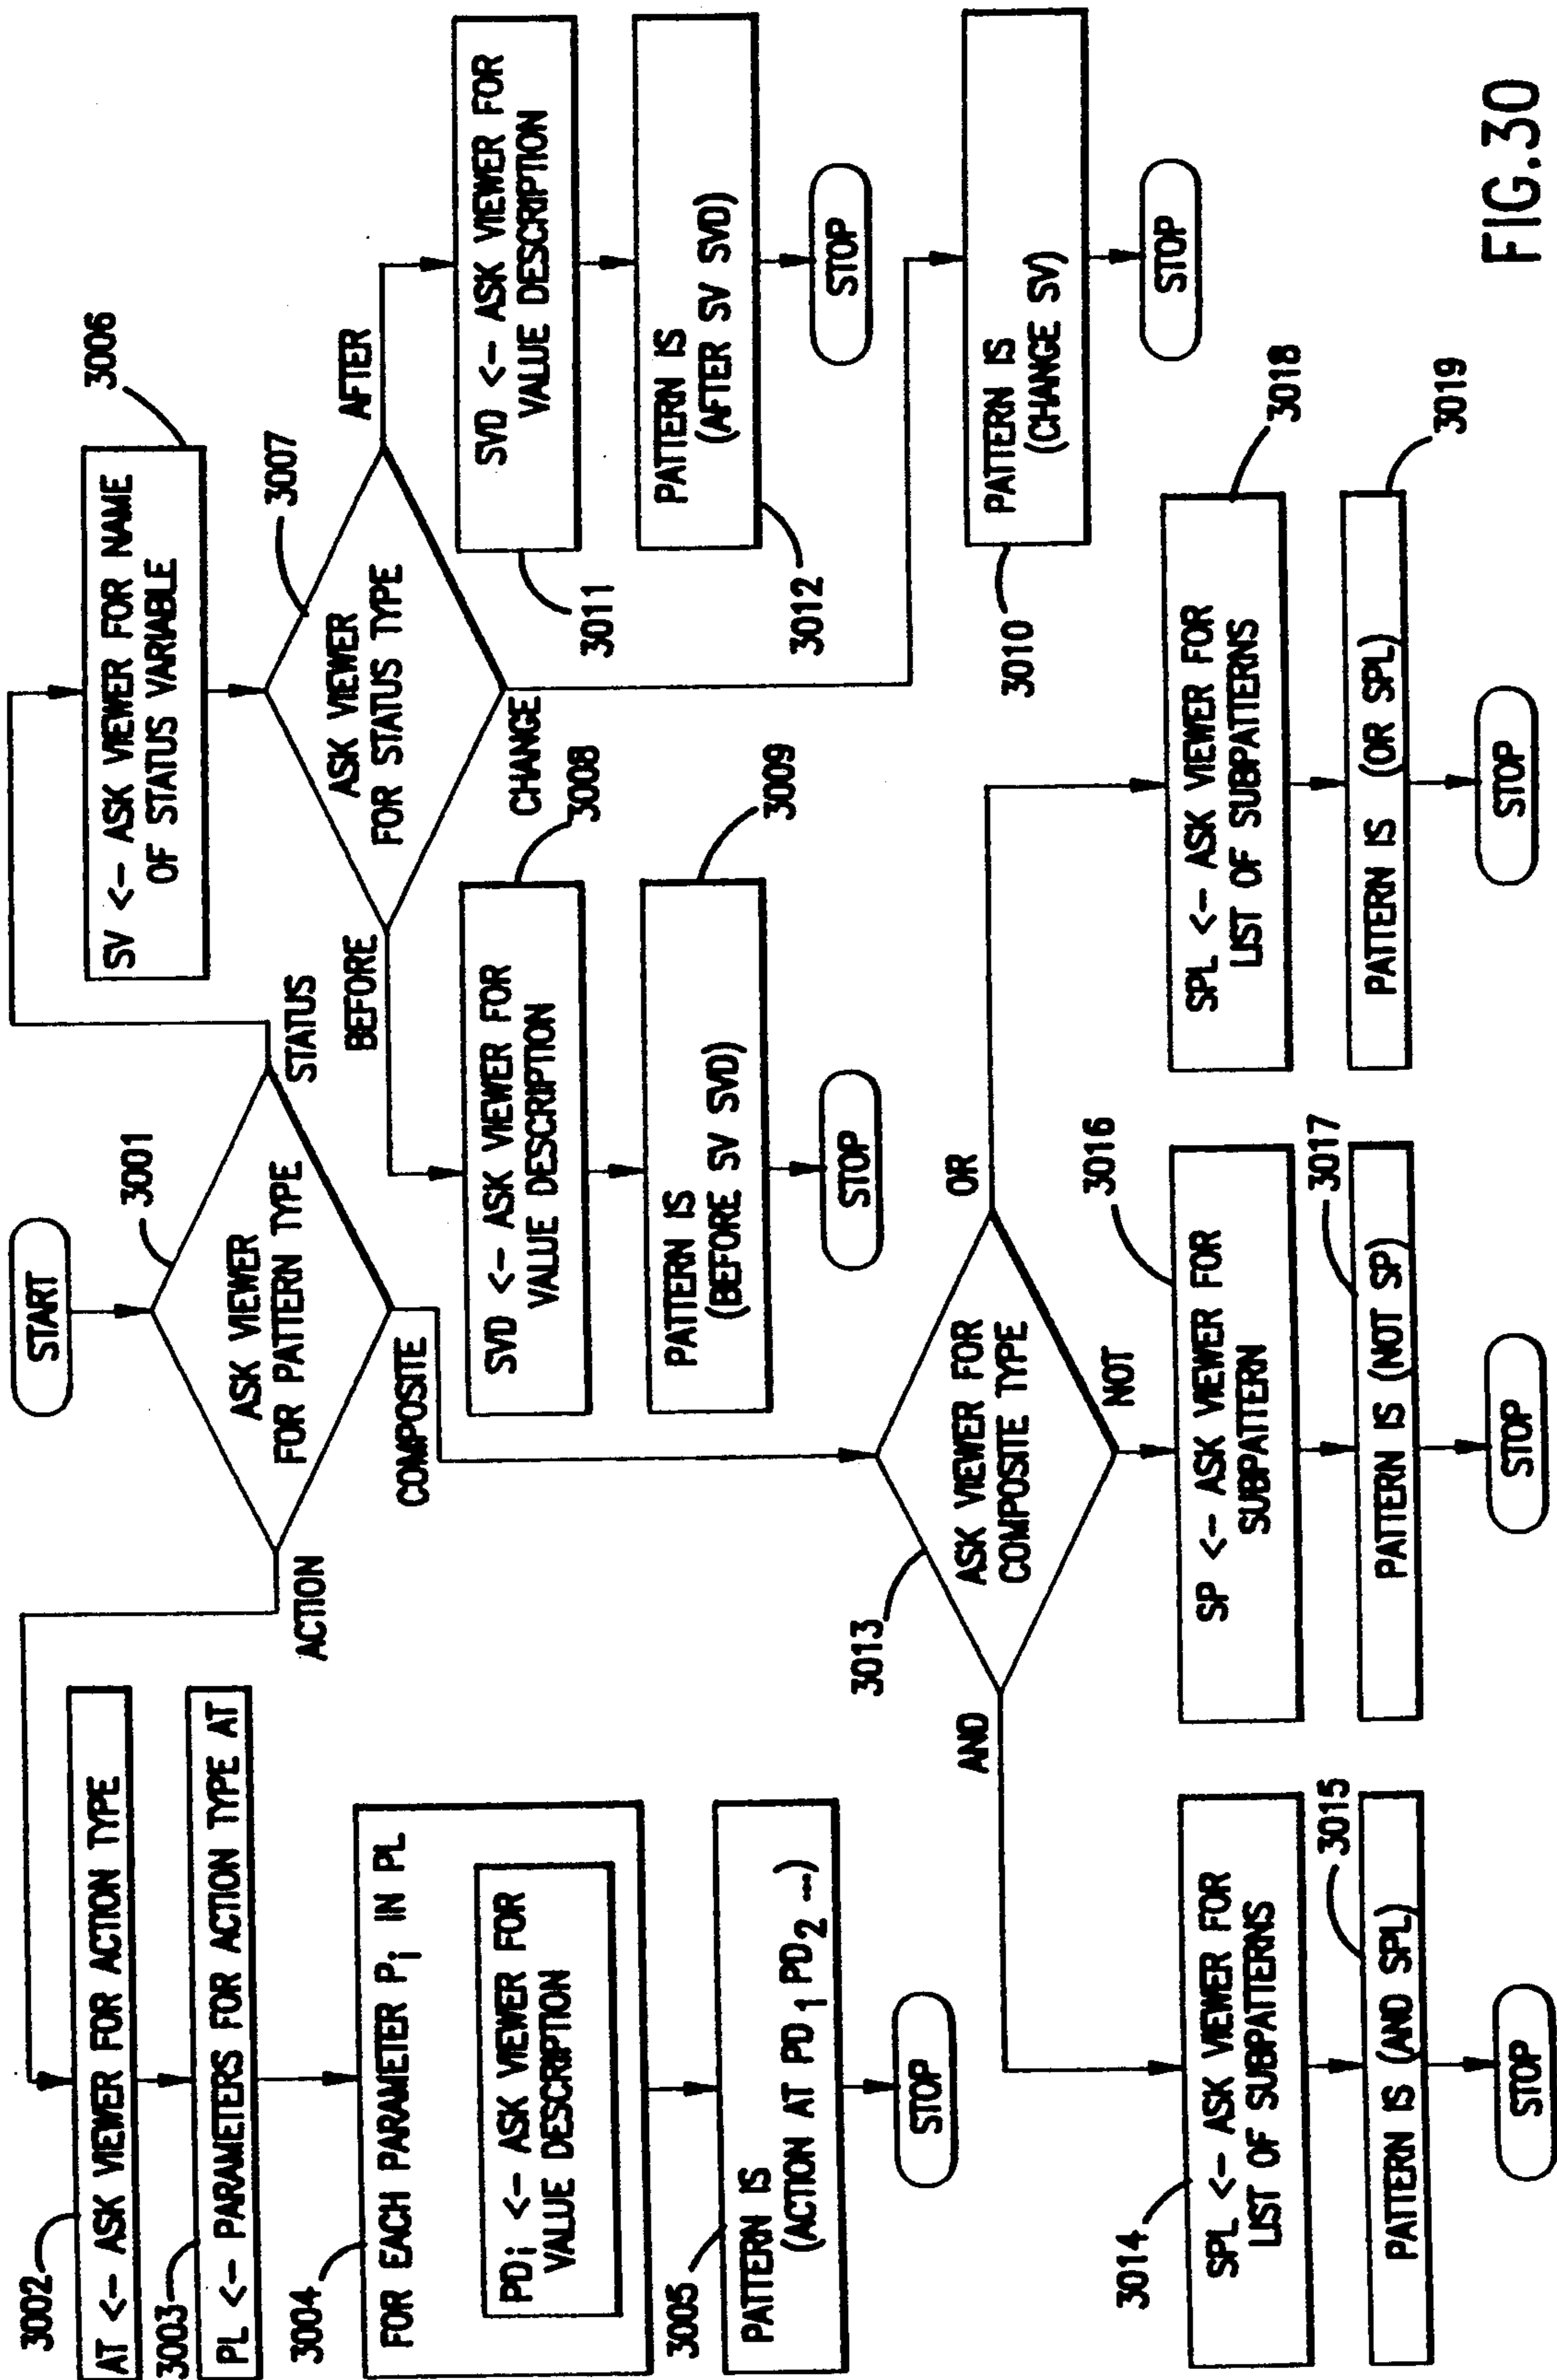 START
3001
ASK VIEWER
FOR PATTERN TYPE
ACTION
STATUS
COMPOSITE
3002
AT <-- ASK VIEWER FOR ACTION TYPE
3003
PL <-- PARAMETERS FOR ACTION TYPE AT
3004
FOR EACH PARAMETER Pi IN PL
PDi <-- ASK VIEWER FOR
VALUE DESCRIPTION
3005
PATTERN IS
(ACTION AT PD1 PD2 ---)
STOP
3006
SV <-- ASK VIEWER FOR NAME
OF STATUS VARIABLE
3007
ASK VIEWER
FOR STATUS TYPE
BEFORE
AFTER
CHANGE
3008
SVD <-- ASK VIEWER FOR
VALUE DESCRIPTION
3009
PATTERN IS
(BEFORE SV SVD)
STOP
SVD <-- ASK VIEWER FOR
VALUE DESCRIPTION
3011
PATTERN IS
(AFTER SV SVD)
3012
STOP
PATTERN IS
(CHANGE SV)
3010
STOP
3013
ASK VIEWER FOR
COMPOSITE TYPE
AND
NOT
OR
3014
SPL <-- ASK VIEWER FOR
LIST OF SUBPATTERNS
3015
PATTERN IS (AND SPL)
STOP
3016
SP <-- ASK VIEWER FOR
SUBPATTERN
3017
PATTERN IS (NOT SP)
STOP
3018
SPL <-- ASK VIEWER FOR
LIST OF SUBPATTERNS
3019
PATTERN IS (OR SPL)
STOP
FIG.30